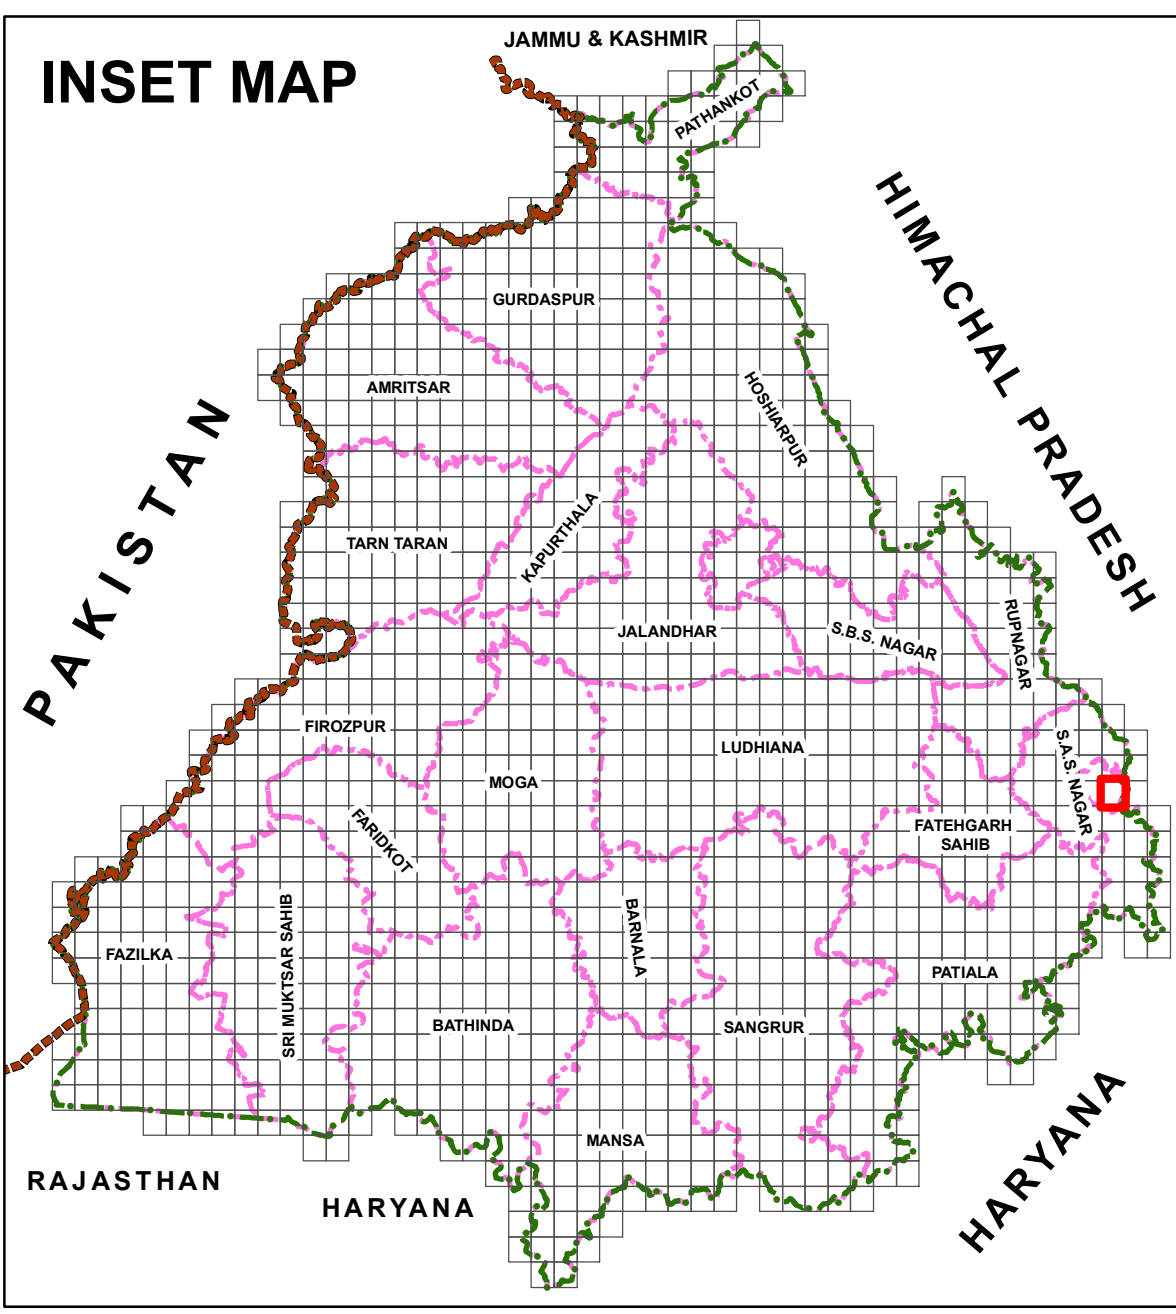 JAMMU & KASHMIR
INSET MAP
PATHANKOT
HIMACHAL PRADESH
GURDASPUR
AMRITSAR
HOSHIARPUR
PAKISTAN
KAPURTHALA
TARN TARAN
JALANDHAR
S.B.S. NAGAR
RUPNAGAR
FIROZPUR
LUDHIANA
S.A.S. NAGAR
MOGA
FARIDKOT
FATEHGARH
SAHIB
BARNALA
SRI MUKTSAR SAHIB
FAZILKA
PATIALA
BATHINDA
SANGRUR
MANSA
HARYANA
RAJASTHAN
HARYANA